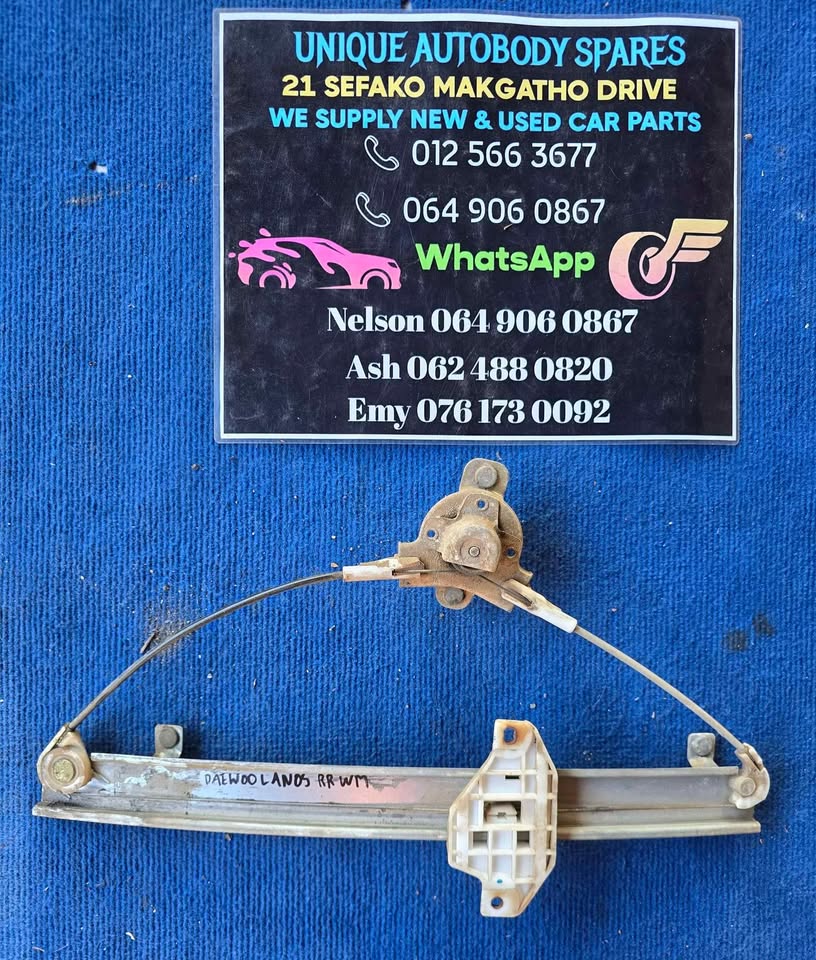 UNIQUE AUTOBODY SPARES
21 SEFAKO MAKGATHO DRIVE
WE SUPPLY NEW & USED CAR PARTS
012 566 3677
064 906 0867
WhatsApp
Nelson 064 906 0867
Ash 062 488 0820
Emy 076 173 0092
DAEWOO LANOS RR WM